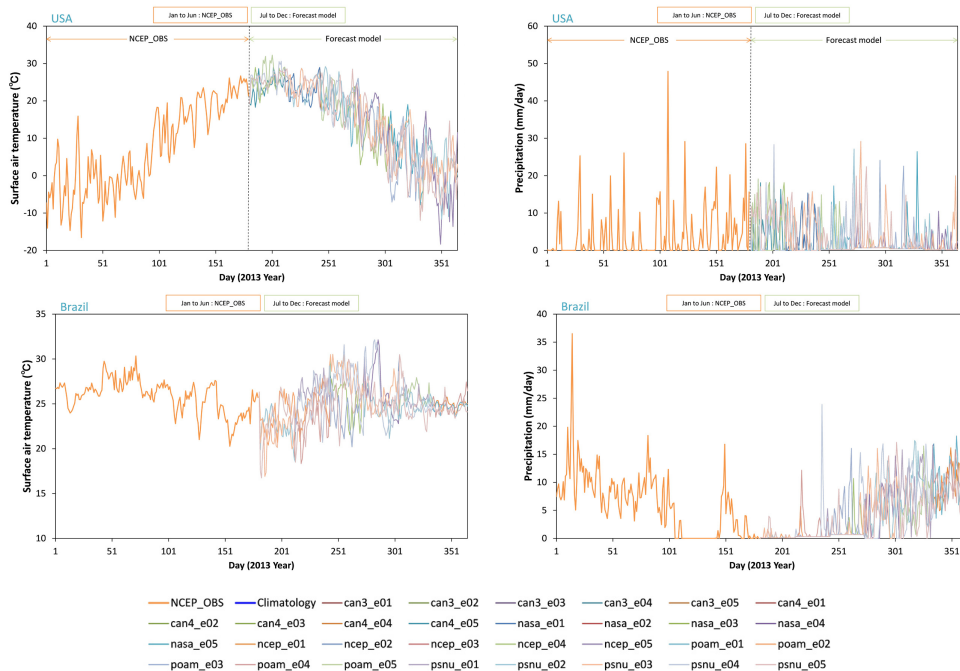 USA
Jan to Jun : NCEP_OBS
Jul to Dec : Forecast model
NCEP_OBS
Forecast model
Surface air temperature (℃)
40
30
20
10
0
-10
-20
1 51 101 151 201 251 301 351
Day (2013 Year)
USA
Jan to Jun : NCEP_OBS
Jul to Dec : Forecast model
NCEP_OBS
Forecast model
Precipitation (mm/day)
60
50
40
30
20
10
0
1 51 101 151 201 251 301 351
Day (2013 Year)
Brazil
Jan to Jun : NCEP_OBS
Jul to Dec : Forecast model
Surface air temperature (℃)
35
30
25
20
15
10
1 51 101 151 201 251 301 351
Day (2013 Year)
Brazil
Jan to Jun : NCEP_OBS
Jul to Dec : Forecast model
Precipitation (mm/day)
40
35
30
25
20
15
10
5
0
1 51 101 151 201 251 301 351
Day (2013 Year)
NCEP_OBS Climatology can3_e01 can3_e02 can3_e03 can3_e04 can3_e05 can4_e01
can4_e02 can4_e03 can4_e04 can4_e05 nasa_e01 nasa_e02 nasa_e03 nasa_e04
nasa_e05 ncep_e01 ncep_e02 ncep_e03 ncep_e04 ncep_e05 poam_e01 poam_e02
poam_e03 poam_e04 poam_e05 psnu_e01 psnu_e02 psnu_e03 psnu_e04 psnu_e05